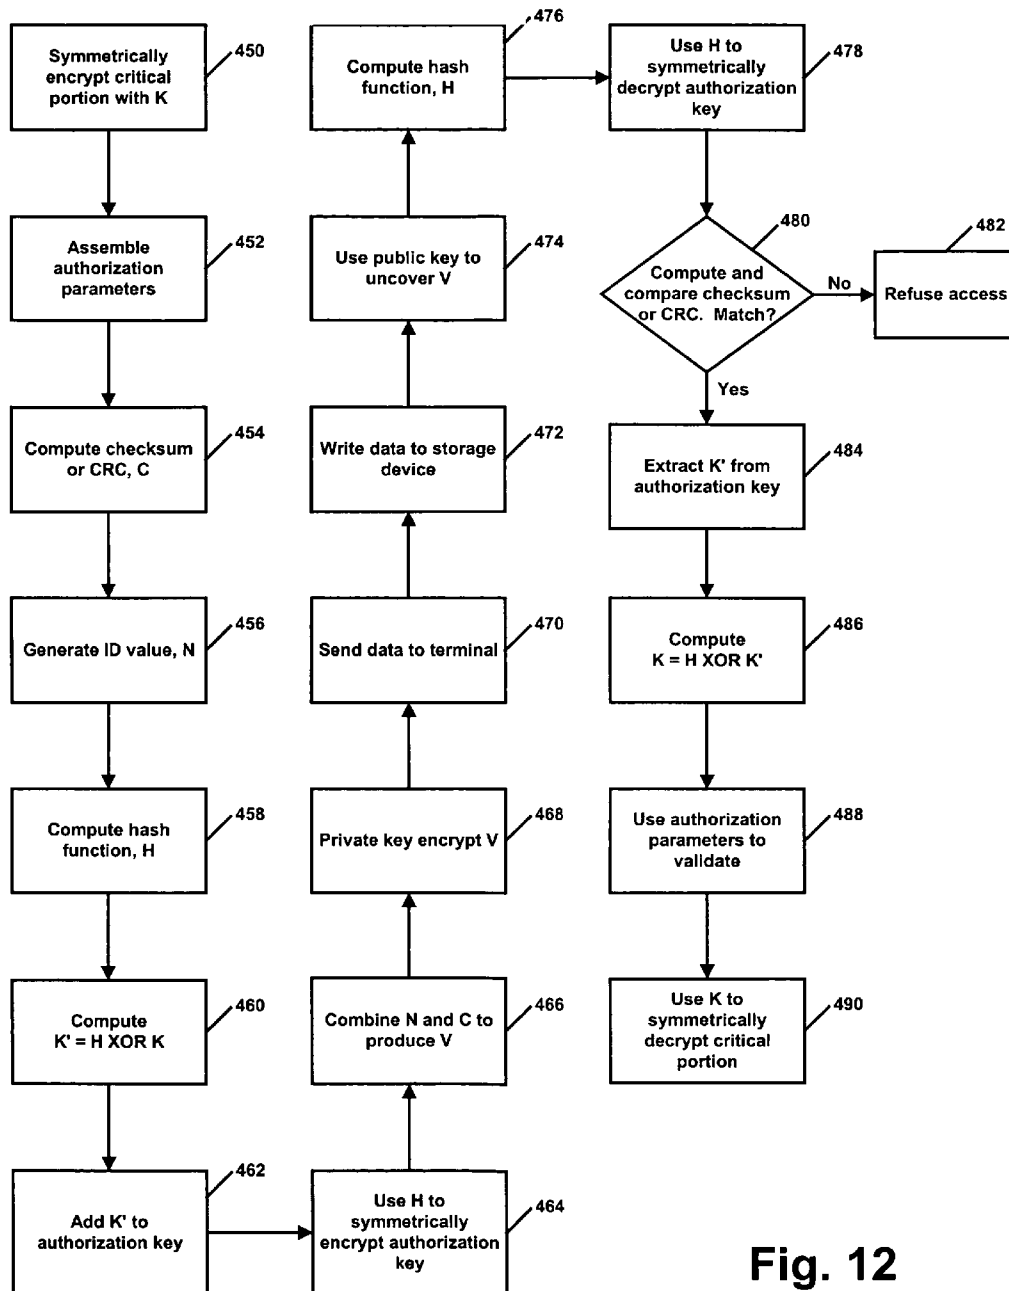 Symmetrically
encrypt critical
portion with K
450
Assemble
authorization
parameters
452
Compute checksum
or CRC, C
454
Generate ID value, N
456
Compute hash
function, H
458
Compute
K' = H XOR K
460
Add K' to
authorization key
462
Use H to
symmetrically
encrypt authorization
key
464
Combine N and C to
produce V
466
Private key encrypt V
468
Send data to terminal
470
Write data to storage
device
472
Use public key to
uncover V
474
Compute hash
function, H
476
Use H to
symmetrically
decrypt authorization
key
478
Compute and
compare checksum
or CRC. Match?
480
No
Refuse access
482
Yes
Extract K' from
authorization key
484
Compute
K = H XOR K'
486
Use authorization
parameters to
validate
488
Use K to
symmetrically
decrypt critical
portion
490
Fig. 12